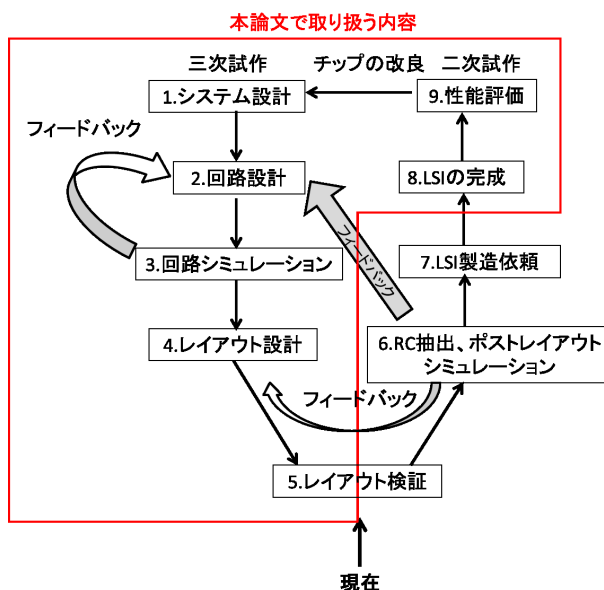 本論文で取り扱う内容
三次試作
チップの改良
二次試作
1.システム設計
9.性能評価
フィードバック
2.回路設計
8.LSIの完成
フィードバック
3.回路シミュレーション
7.LSI製造依頼
4.レイアウト設計
6.RC抽出、ポストレイアウト
シミュレーション
フィードバック
5.レイアウト検証
現在